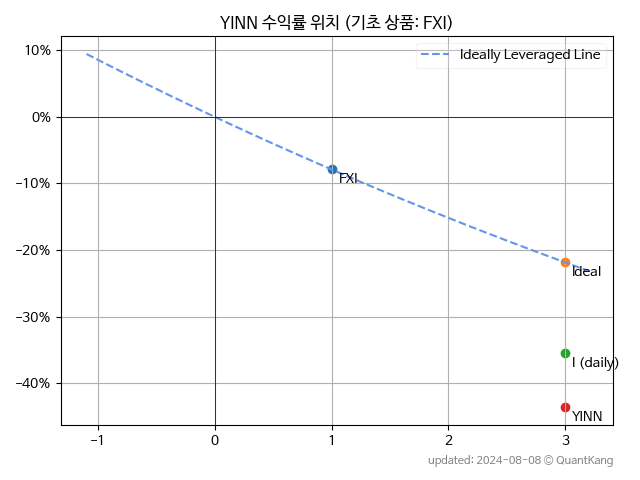 YINN 수익률 위치 (기초 상품: FXI)
10%
Ideally Leveraged Line
0%
FXI
-10%
-20%
Ideal
-30%
I (daily)
-40%
YINN
-1 0 1 2 3
updated: 2024-08-08 © QuantKang